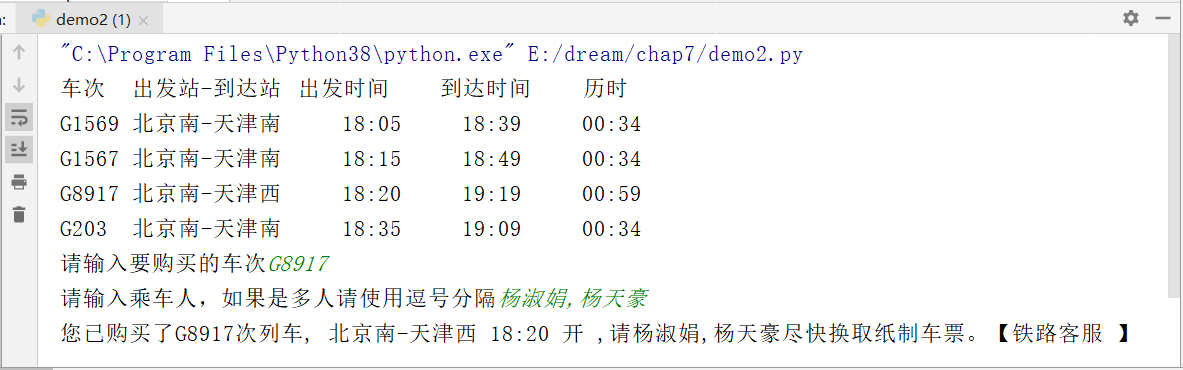 demo2 (1)
"C:\Program Files\Python38\python.exe" E:/dream/chap7/demo2.py
车次 出发站-到达站 出发时间 到达时间 历时
G1569 北京南-天津南 18:05 18:39 00:34
G1567 北京南-天津南 18:15 18:49 00:34
G8917 北京南-天津西 18:20 19:19 00:59
G203 北京南-天津南 18:35 19:09 00:34
请输入要购买的车次G8917
请输入乘车人，如果是多人请使用逗号分隔杨淑娟,杨天豪
您已购买了G8917次列车, 北京南-天津西 18:20 开 ,请杨淑娟,杨天豪尽快换取纸制车票。【铁路客服 】